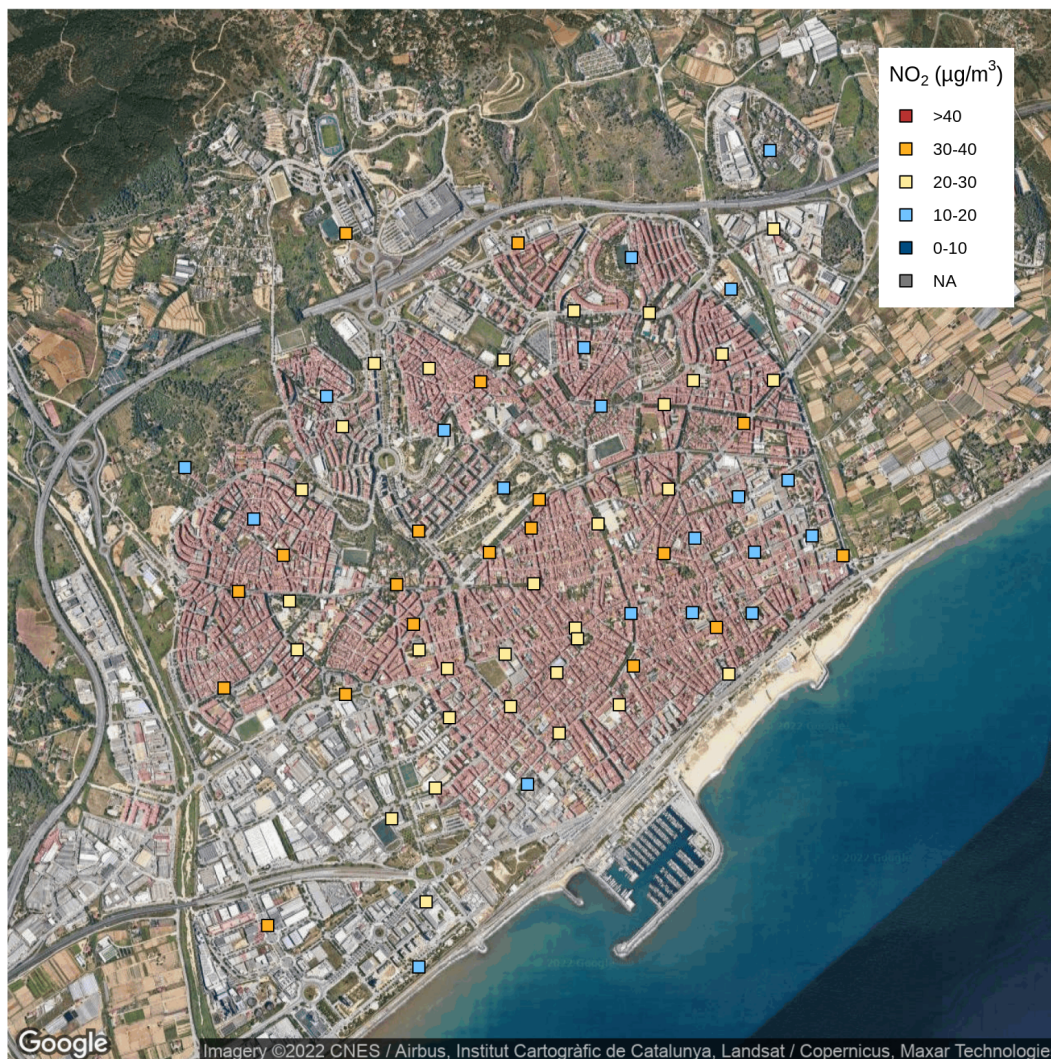 NO₂ (µg/m³)
>40
30-40
20-30
10-20
0-10
NA
Google
Imagery ©2022 CNES / Airbus, Institut Cartogràfic de Catalunya, Landsat / Copernicus, Maxar Technologie